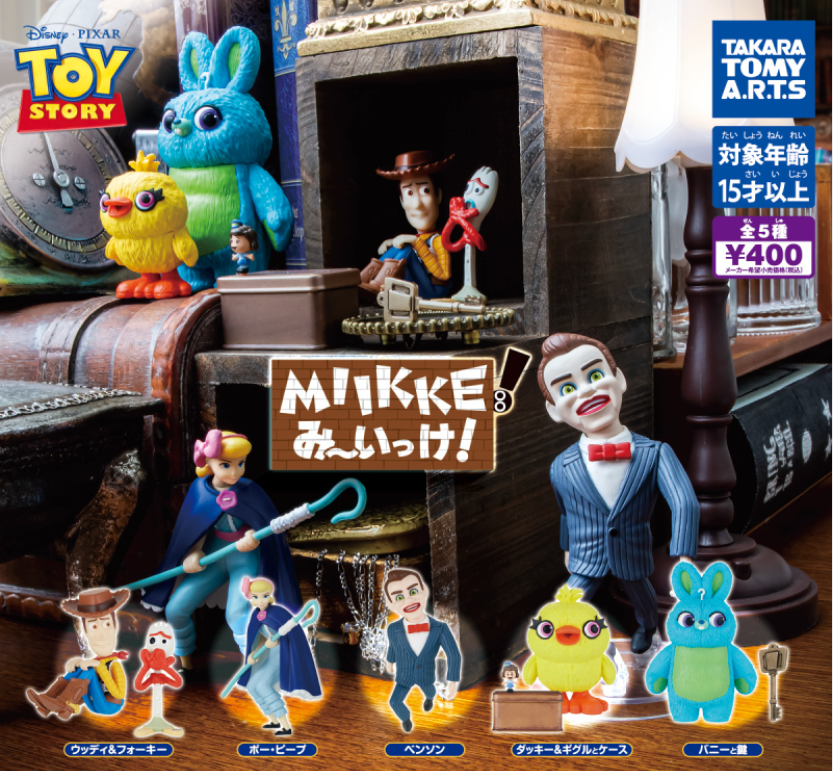 Disney・PIXAR
TOY
STORY
TAKARA
TOMY
A.R.T.S
たいしょうねんれい
対象年齢
さいいじょう
15才以上
ぜん しゅ
全5種
¥400
メーカー希望小売価格(税込)
MIIKKE!
み〜いっけ!
ウッディ&フォーキー
ボー・ピープ
ベンソン
ダッキー&ギグルとケース
バニーと鍵